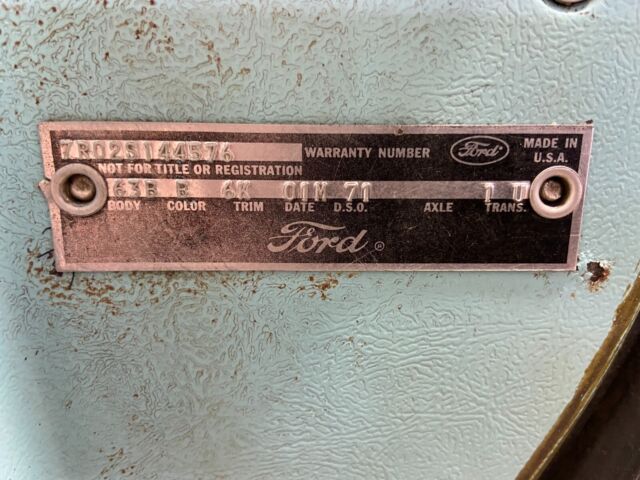 7R02S144576 WARRANTY NUMBER Ford MADE IN U.S.A.
NOT FOR TITLE OR REGISTRATION
63B B 6K 01M 71 1 U
BODY COLOR TRIM DATE D.S.O. AXLE TRANS.
Ford ®